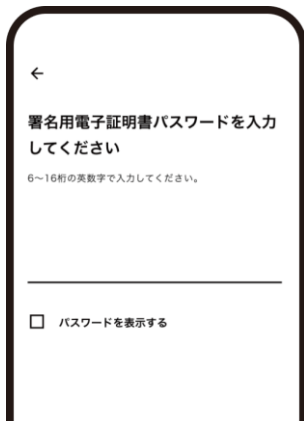 署名用電子証明書パスワードを入力
してください
6〜16桁の英数字で入力してください。
パスワードを表示する